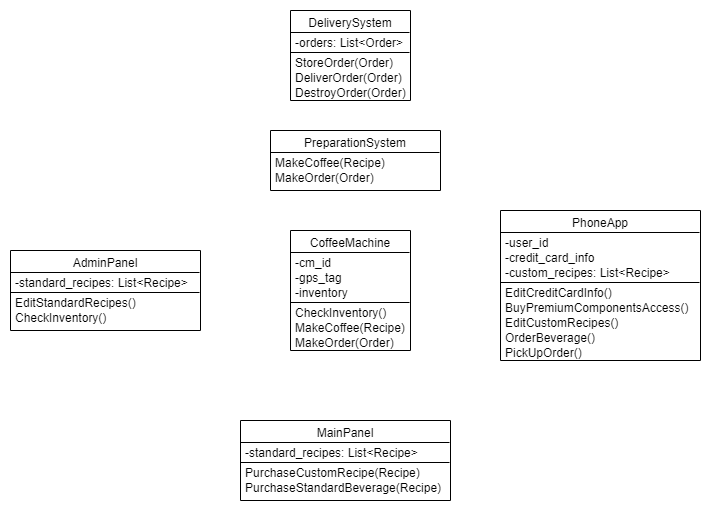 DeliverySystem
-orders: List<Order>
StoreOrder(Order)
DeliverOrder(Order)
DestroyOrder(Order)
PreparationSystem
MakeCoffee(Recipe)
MakeOrder(Order)
AdminPanel
-standard_recipes: List<Recipe>
EditStandardRecipes()
CheckInventory()
CoffeeMachine
-cm_id
-gps_tag
-inventory
CheckInventory()
MakeCoffee(Recipe)
MakeOrder(Order)
PhoneApp
-user_id
-credit_card_info
-custom_recipes: List<Recipe>
EditCreditCardInfo()
BuyPremiumComponentsAccess()
EditCustomRecipes()
OrderBeverage()
PickUpOrder()
MainPanel
-standard_recipes: List<Recipe>
PurchaseCustomRecipe(Recipe)
PurchaseStandardBeverage(Recipe)